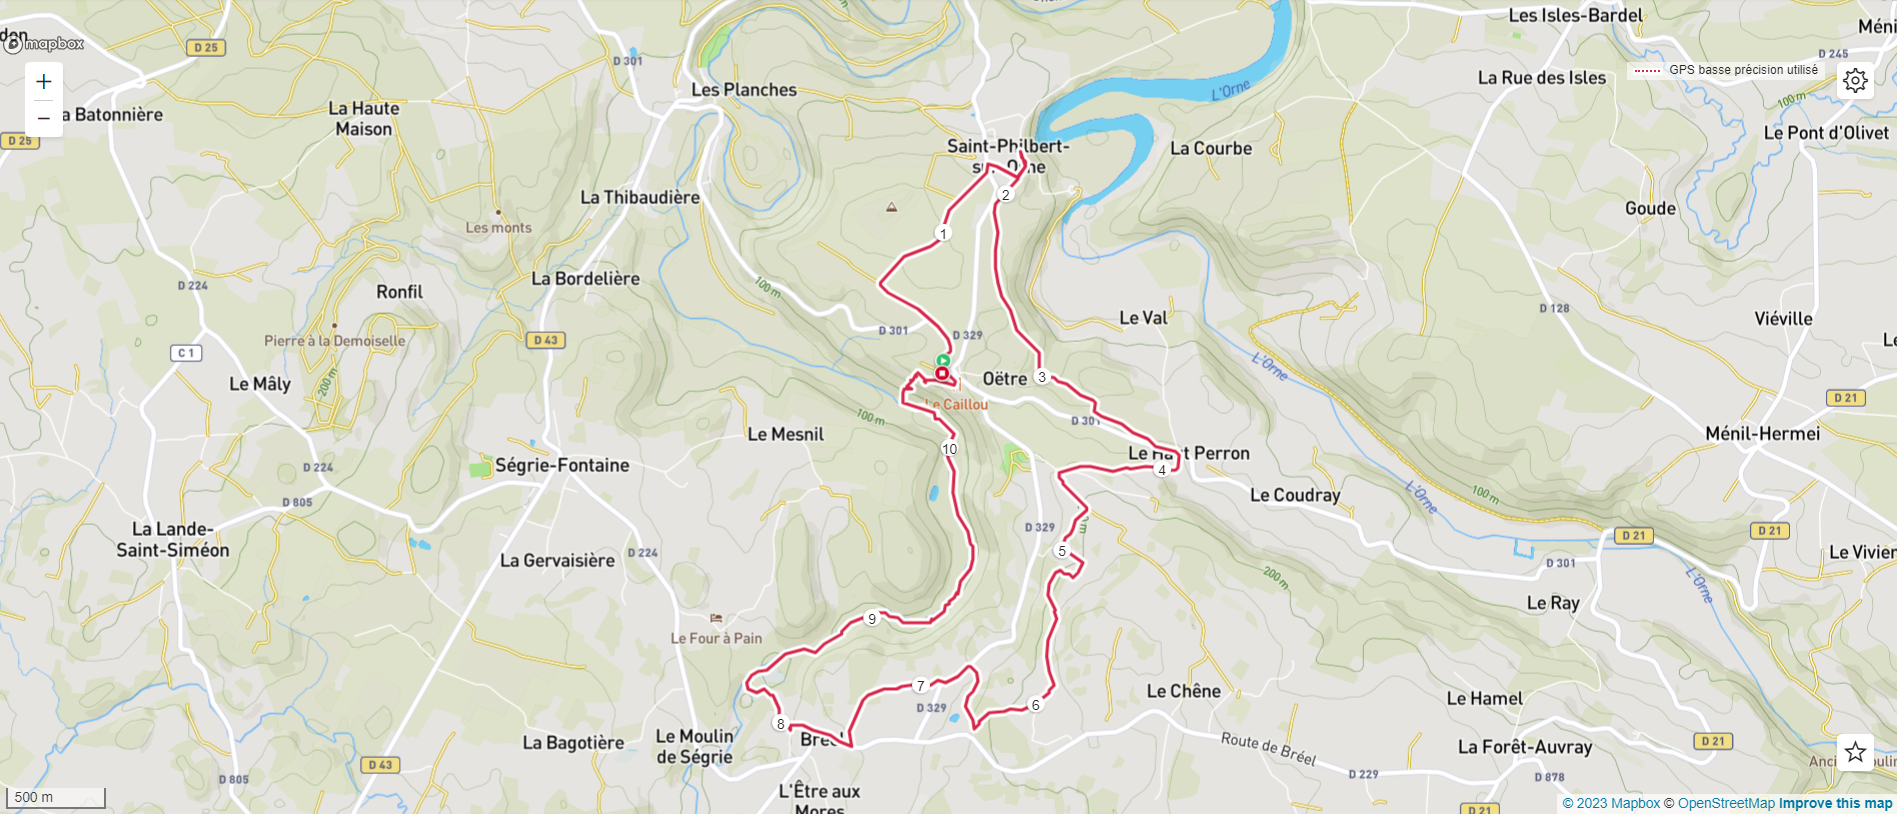 mapbox
D 25
D 301
Les Planches
Les Isles-Bardel
D 245
La Rue des Isles
GPS basse précision utilisé
L'Orne
100 m
La Haute
Maison
D 25
Le Pont d'Olivet
Saint-Philbert-
La Courbe
2
La Thibaudière
Les monts
1
Goude
La Bordelière
100 m
D 224
Ronfil
D 128
Viéville
Le Val
D 301
D 329
Pierre à la Demoiselle
D 43
C 1
L'Orne
200 m
Le Mâly
Oëtre
3
D 21
Le Caillou
100 m
D 301
Le Mesnil
Ménil-Hermei
10
Ségrie-Fontaine
D 224
Le Haut Perron
4
Le Coudray
L'Orne
100 m
D 805
La Lande-
Saint-Siméon
D 329
D 21
D 21
5
La Gervaisière
D 224
D 301
200 m
L'Orne
Le Ray
9
Le Four à Pain
7
Le Chêne
Le Hamel
D 329
6
8
La Bagotière
Le Moulin
de Ségrie
Route de Bréel
La Forêt-Auvray
D 21
D 43
D 805
D 229
D 878
L'Être aux
Mores
500 m
D 21
© 2023 Mapbox © OpenStreetMap Improve this map